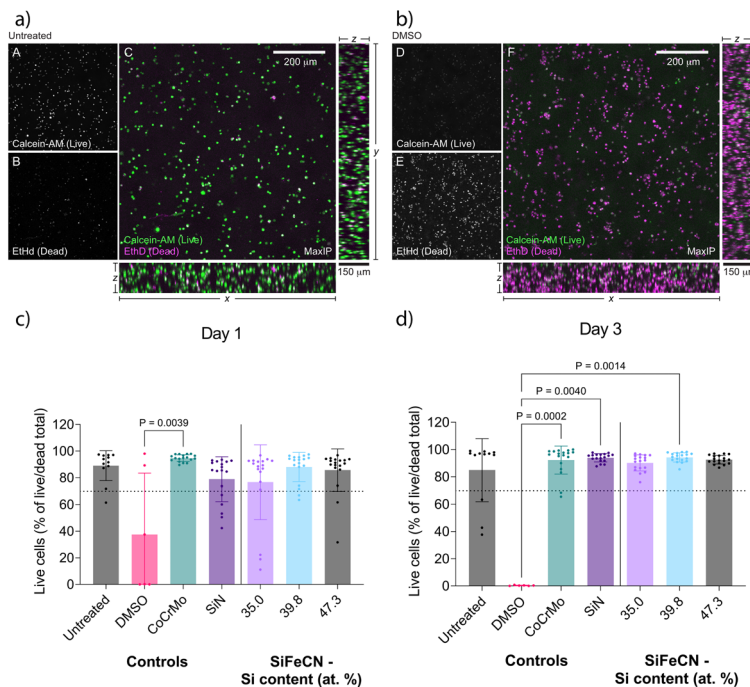 a)
Untreated
A
Calcein-AM (Live)
B
EtHd (Dead)
C
200 μm
Calcein-AM (Live)
EthD (Dead)
MaxIP
z
y
150 μm
z
x
b)
DMSO
D
Calcein-AM (Live)
E
EtHd (Dead)
F
200 μm
Calcein-AM (Live)
EthD (Dead)
MaxIP
z
150 μm
z
x
c)
Day 1
Live cells (% of live/dead total)
120
100
80
60
40
20
0
P = 0.0039
Untreated
DMSO
CoCrMo
SiN
35.0
39.8
47.3
Controls
SiFeCN -
Si content (at. %)
d)
Day 3
Live cells (% of live/dead total)
120
100
80
60
40
20
0
P = 0.0014
P = 0.0040
P = 0.0002
Untreated
DMSO
CoCrMo
SiN
35.0
39.8
47.3
Controls
SiFeCN -
Si content (at. %)